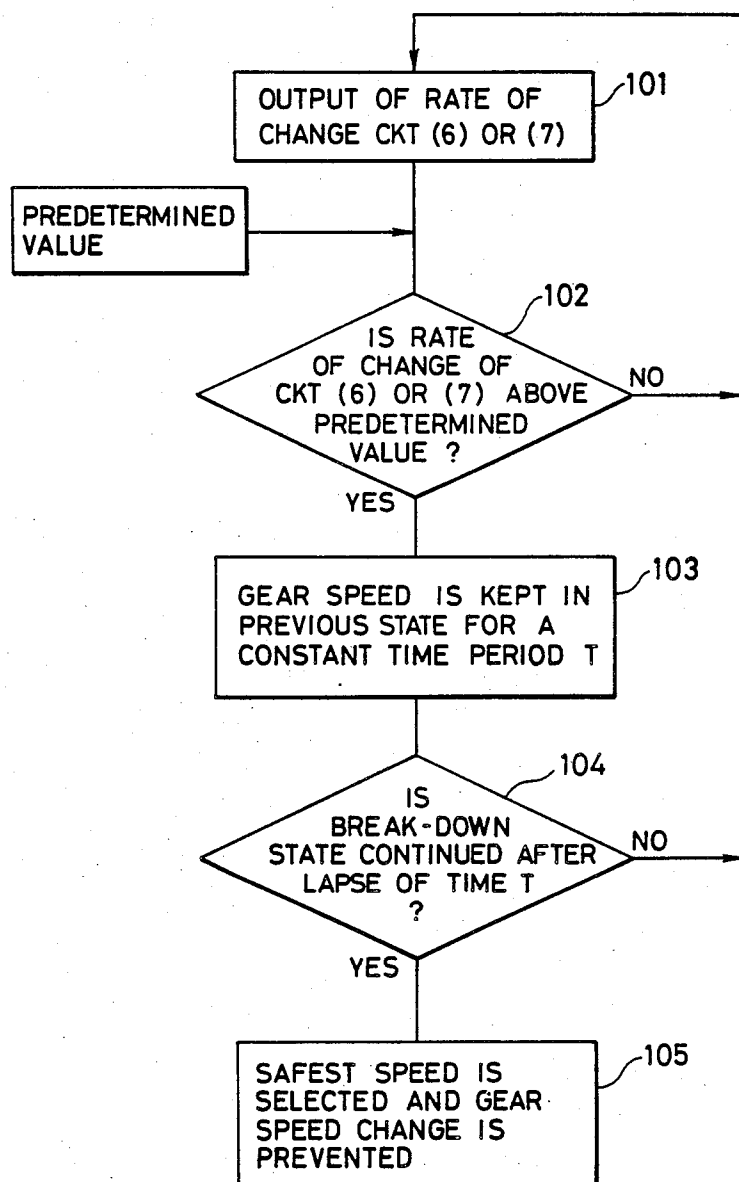 101
OUTPUT OF RATE OF
CHANGE CKT (6) OR (7)
PREDETERMINED
VALUE
102
IS RATE
OF CHANGE OF
CKT (6) OR (7) ABOVE
PREDETERMINED
VALUE ?
NO
YES
103
GEAR SPEED IS KEPT IN
PREVIOUS STATE FOR A
CONSTANT TIME PERIOD T
104
IS
BREAK-DOWN
STATE CONTINUED AFTER
LAPSE OF TIME T
?
NO
YES
105
SAFEST SPEED IS
SELECTED AND GEAR
SPEED CHANGE IS
PREVENTED